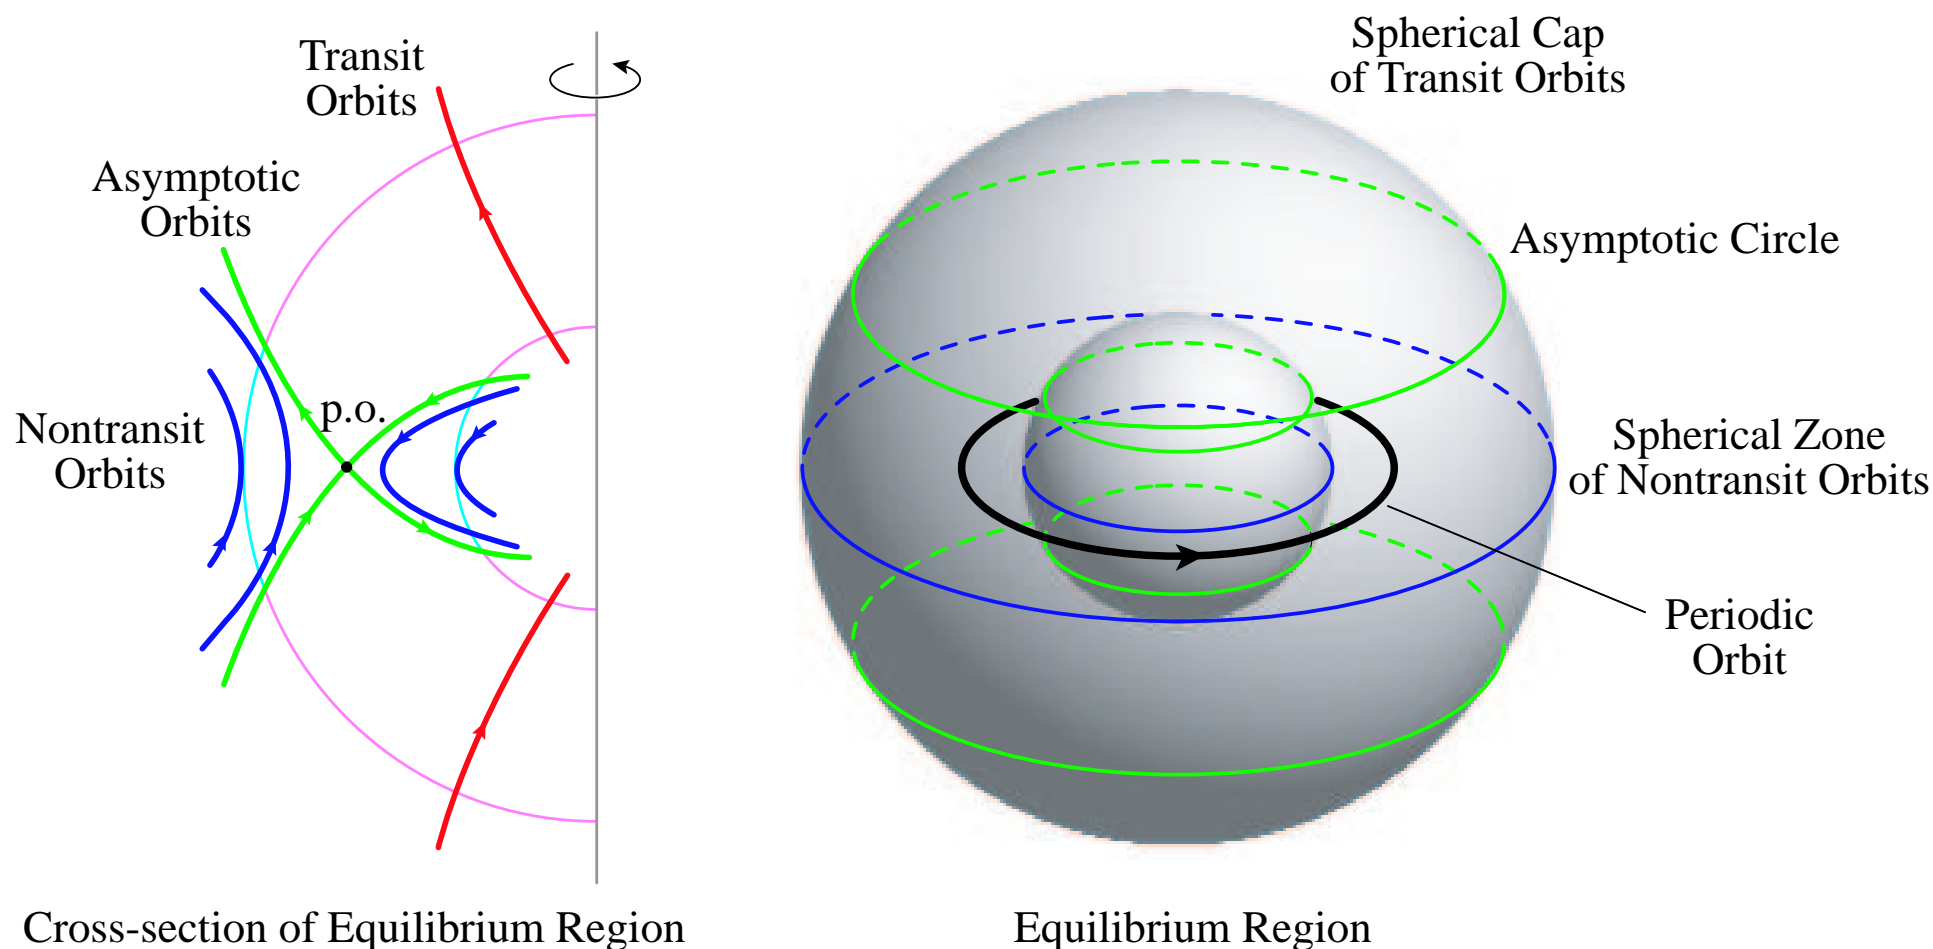 Transit
Orbits
Asymptotic
Orbits
p.o.
Nontransit
Orbits
Cross-section of Equilibrium Region
Spherical Cap
of Transit Orbits
Asymptotic Circle
Spherical Zone
of Nontransit Orbits
Periodic
Orbit
Equilibrium Region